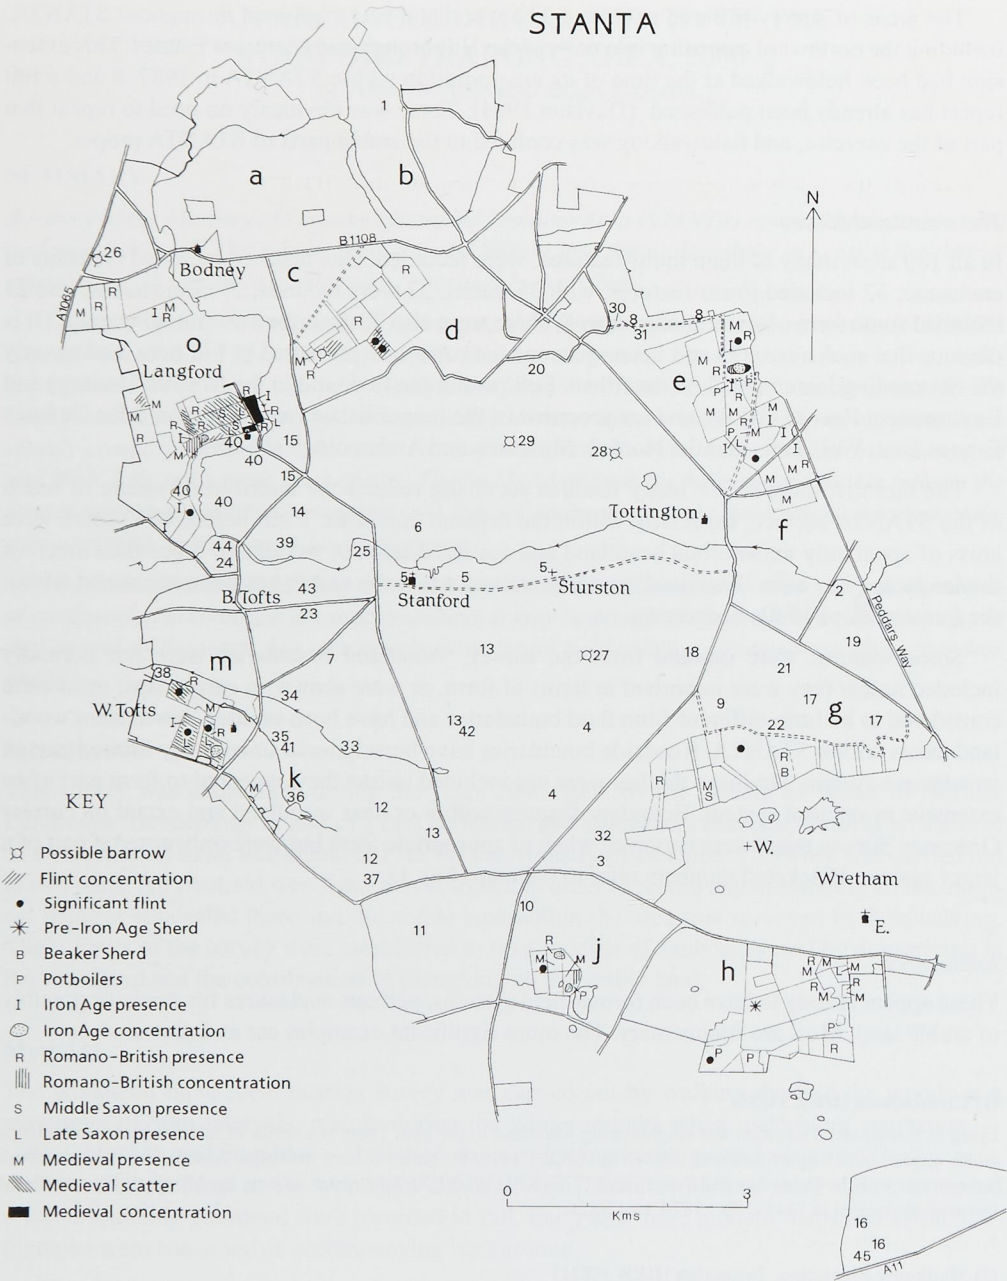 STANTA
1
a
b
N
B1108
26
Bodney
c
R
A1065
R
M
M
I
M
R
30
8
8
31
R
d
M
R
I
o
20
M
R
M
e
Langford
P
I
P
R
I
M
M
M
R
M
I
R
S
L
R
R
L
R
S
R
M
R
I
15
29
28
P
M
L
I
I
M
40
40
M
R
M
15
40
40
14
I
I
Tottington
f
6
44
39
25
24
5
5
5
43
B.Tofts
Stanford
Sturston
2
Peddars Way
23
13
27
18
19
m
7
21
38
R
M
34
9
17
g
W.Tofts
I
R
13
4
22
17
35
42
41
33
R
B
KEY
k
R
M
S
M
36
12
4
Possible barrow
13
32
+W.
Flint concentration
12
3
Significant flint
37
Wretham
Pre-Iron Age Sherd
10
E.
B Beaker Sherd
11
R
j
P Potboilers
M
M
h
R
M
L
M
I Iron Age presence
P
M
R
R
M
Iron Age concentration
P
R Romano-British presence
P
P
R
Romano-British concentration
S Middle Saxon presence
L Late Saxon presence
M Medieval presence
Medieval scatter
0
3
Medieval concentration
Kms
16
16
45
A11